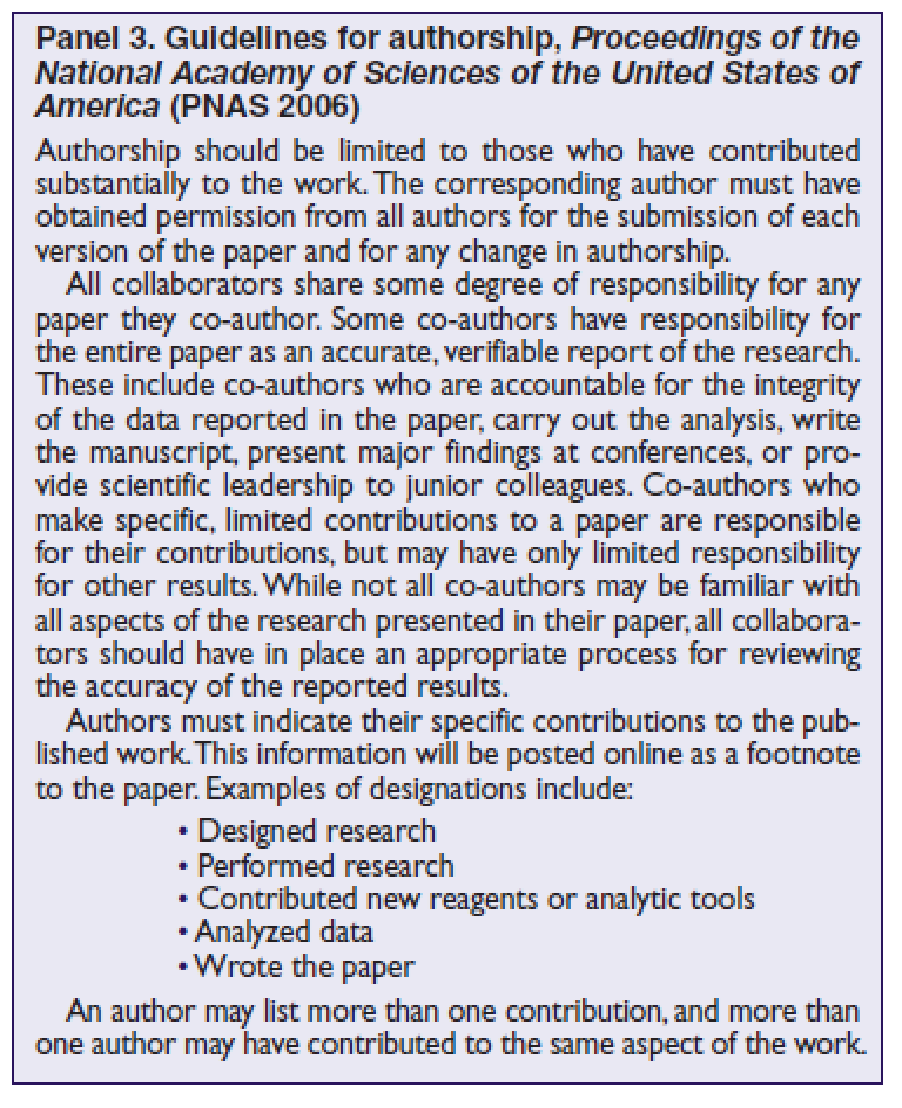 Panel 3. Guidelines for authorship, Proceedings of the
National Academy of Sciences of the United States of
America (PNAS 2006)
Authorship should be limited to those who have contributed
substantially to the work. The corresponding author must have
obtained permission from all authors for the submission of each
version of the paper and for any change in authorship.
All collaborators share some degree of responsibility for any
paper they co-author. Some co-authors have responsibility for
the entire paper as an accurate, verifiable report of the research.
These include co-authors who are accountable for the integrity
of the data reported in the paper, carry out the analysis, write
the manuscript, present major findings at conferences, or pro-
vide scientific leadership to junior colleagues. Co-authors who
make specific, limited contributions to a paper are responsible
for their contributions, but may have only limited responsibility
for other results. While not all co-authors may be familiar with
all aspects of the research presented in their paper, all collabora-
tors should have in place an appropriate process for reviewing
the accuracy of the reported results.
Authors must indicate their specific contributions to the pub-
lished work. This information will be posted online as a footnote
to the paper. Examples of designations include:
• Designed research
• Performed research
• Contributed new reagents or analytic tools
• Analyzed data
• Wrote the paper
An author may list more than one contribution, and more than
one author may have contributed to the same aspect of the work.